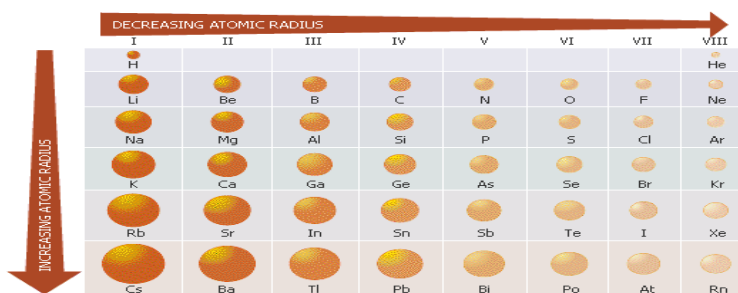 DECREASING ATOMIC RADIUS
I II III IV V VI VII VIII
INCREASING ATOMIC RADIUS
H He
Li Be B C N O F Ne
Na Mg Al Si P S Cl Ar
K Ca Ga Ge As Se Br Kr
Rb Sr In Sn Sb Te I Xe
Cs Ba Tl Pb Bi Po At Rn